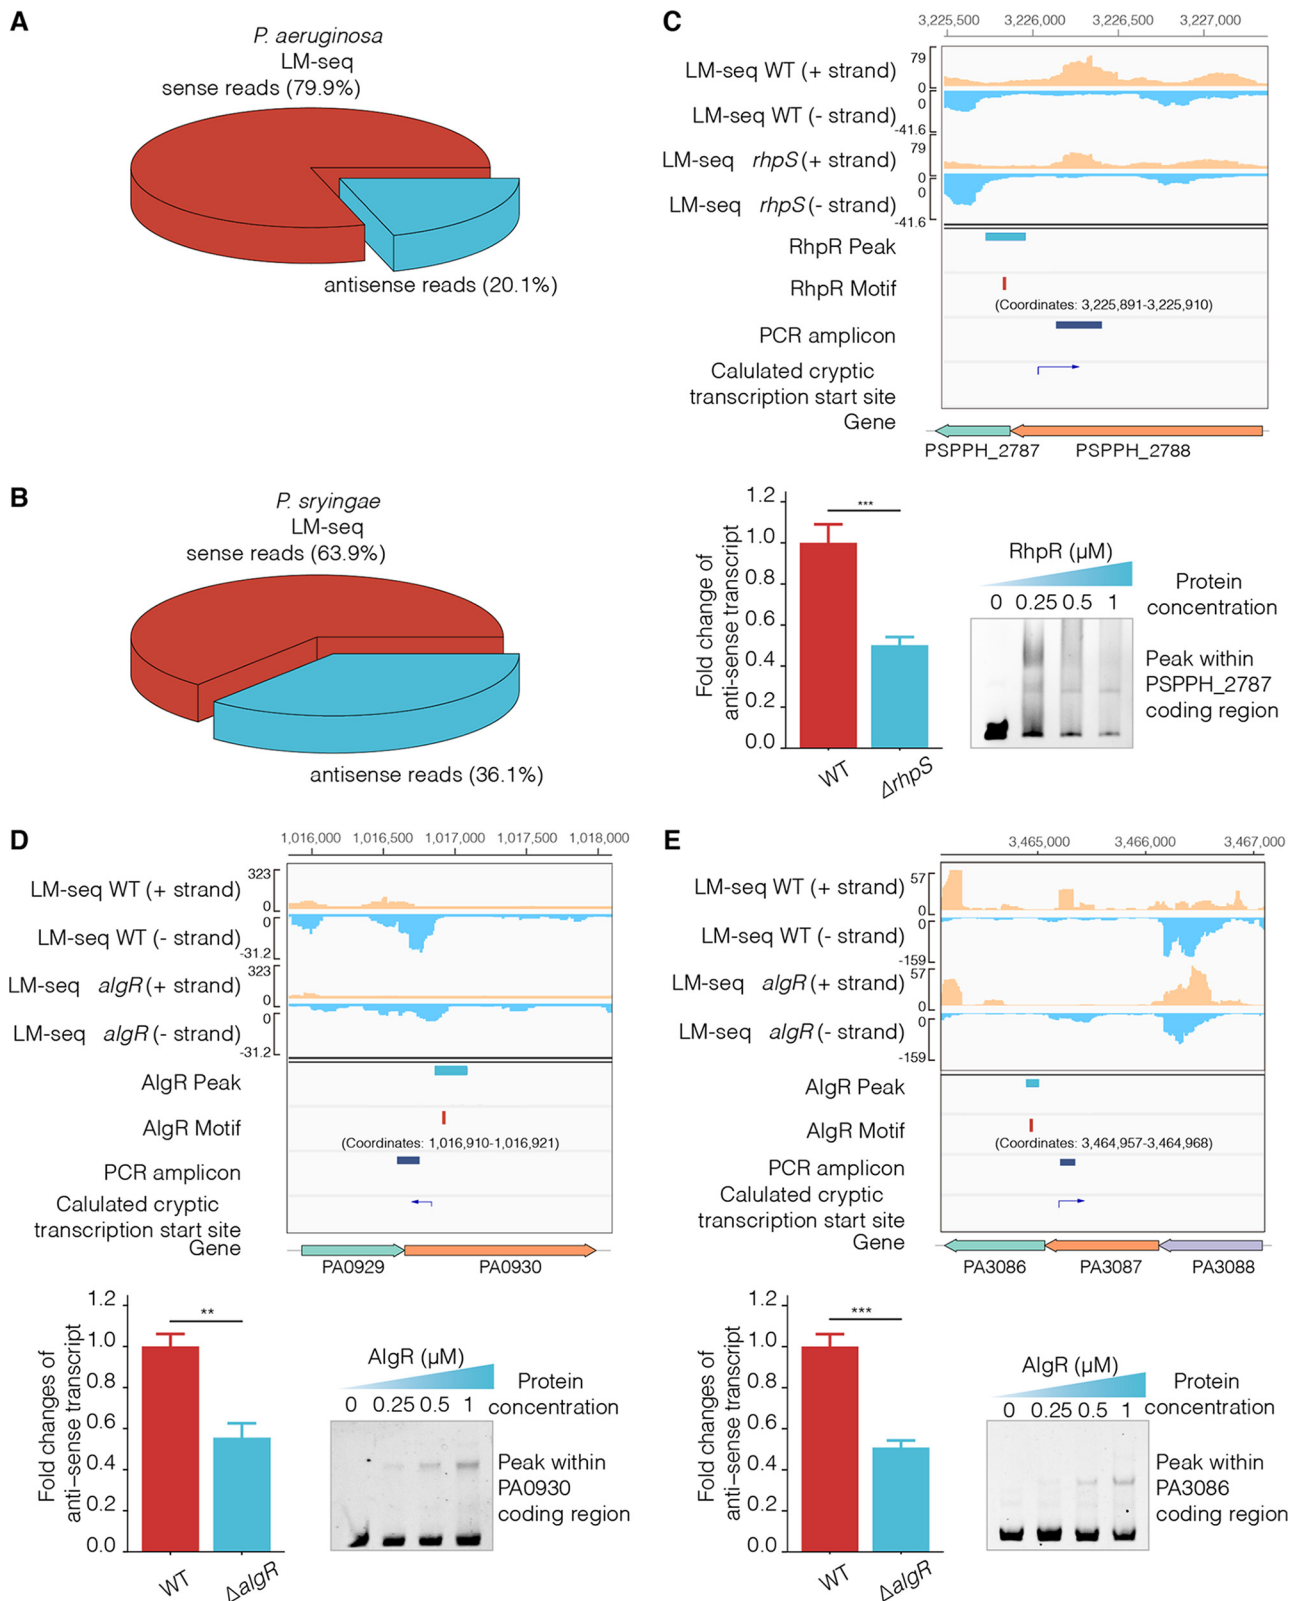 A
P. aeruginosa
LM-seq
sense reads (79.9%)
antisense reads (20.1%)
B
P. sryingae
LM-seq
sense reads (63.9%)
antisense reads (36.1%)
C
3,225,500 3,226,000 3,226,500 3,227,000
LM-seq WT (+ strand)
79
0
LM-seq WT (- strand)
0
-41.6
LM-seq rhpS (+ strand)
79
0
LM-seq rhpS (- strand)
0
-41.6
RhpR Peak
RhpR Motif
(Coordinates: 3,225,891-3,225,910)
PCR amplicon
Calulated cryptic
transcription start site
Gene
PSPPH_2787 PSPPH_2788
Fold change of
anti-sense transcript
1.2
1.0
0.8
0.6
0.4
0.2
0.0
***
WT
ΔrhpS
RhpR (µM)
0 0.25 0.5 1
Protein
concentration
Peak within
PSPPH_2787
coding region
D
1,016,000 1,016,500 1,017,000 1,017,500 1,018,000
LM-seq WT (+ strand)
323
0
LM-seq WT (- strand)
0
-31.2
LM-seq algR (+ strand)
323
0
LM-seq algR (- strand)
0
-31.2
AlgR Peak
AlgR Motif
(Coordinates: 1,016,910-1,016,921)
PCR amplicon
Calulated cryptic
transcription start site
Gene
PA0929 PA0930
Fold changes of
anti–sense transcript
1.2
1.0
0.8
0.6
0.4
0.2
0.0
**
WT
ΔalgR
AlgR (µM)
0 0.25 0.5 1
Protein
concentration
Peak within
PA0930
coding region
E
3,465,000 3,466,000 3,467,000
LM-seq WT (+ strand)
57
0
LM-seq WT (- strand)
0
-159
LM-seq algR (+ strand)
57
0
LM-seq algR (- strand)
0
-159
AlgR Peak
AlgR Motif
(Coordinates: 3,464,957-3,464,968)
PCR amplicon
Calulated cryptic
transcription start site
Gene
PA3086 PA3087 PA3088
Fold changes of
anti–sense transcript
1.2
1.0
0.8
0.6
0.4
0.2
0.0
***
WT
ΔalgR
AlgR (µM)
0 0.25 0.5 1
Protein
concentration
Peak within
PA3086
coding region